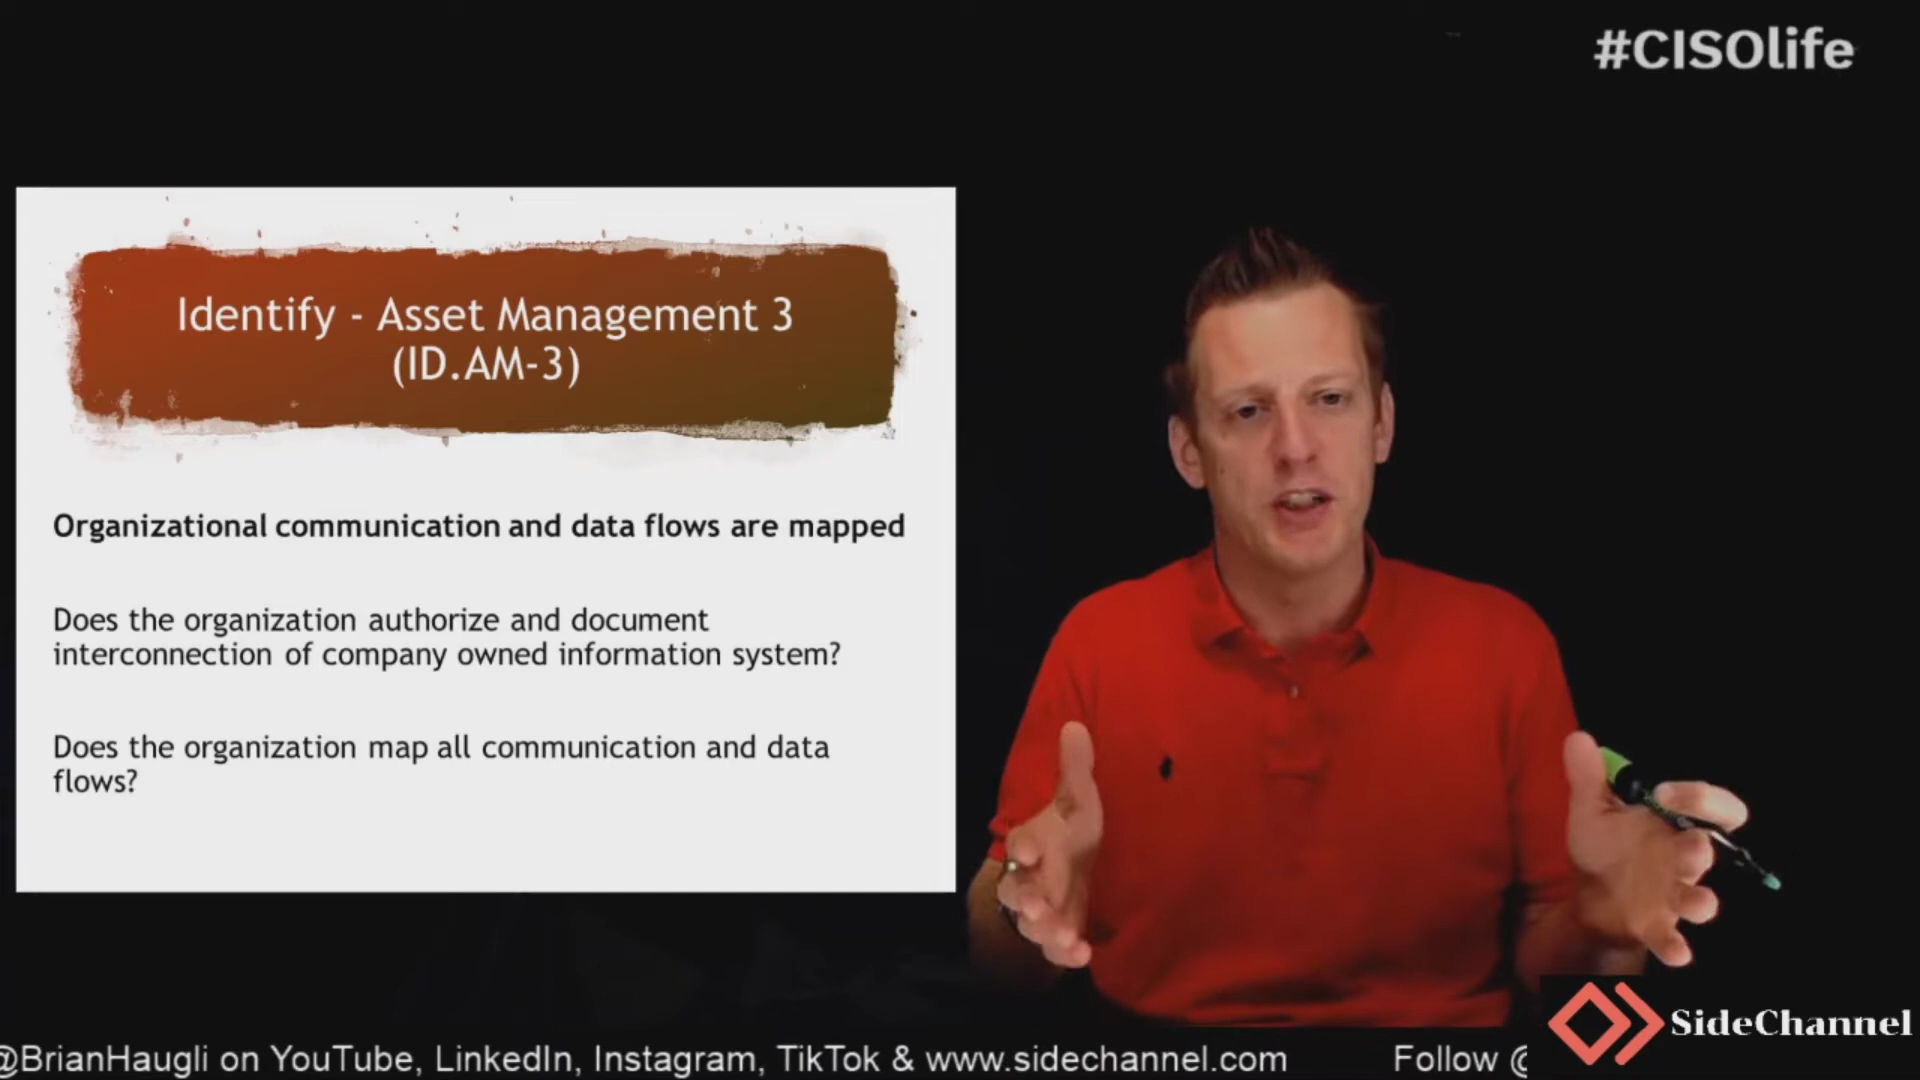 #CISOlife
Identify - Asset Management 3
(ID.AM-3)
Organizational communication and data flows are mapped
Does the organization authorize and document
interconnection of company owned information system?
Does the organization map all communication and data
flows?
SideChannel
@BrianHaugli on YouTube, LinkedIn, Instagram, TikTok & www.sidechannel.com Follow @